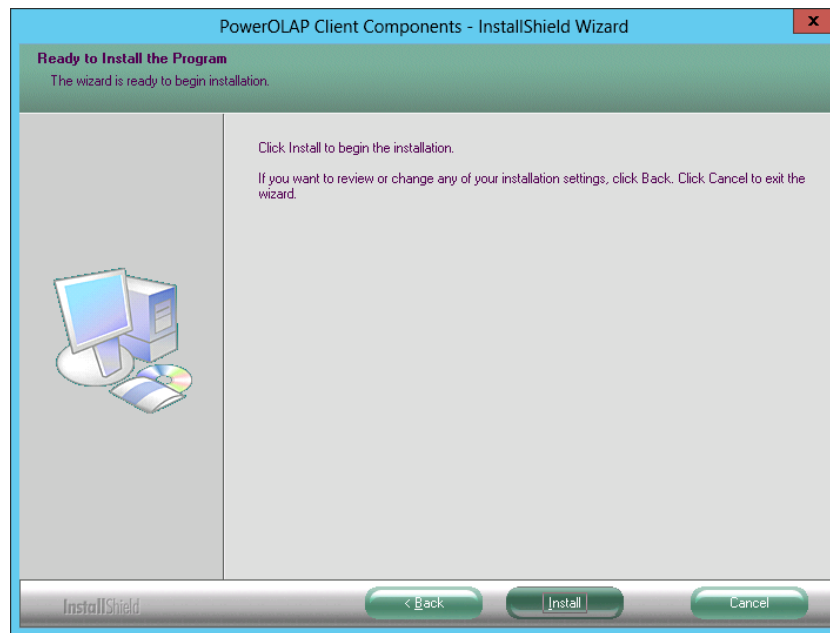 PowerOLAP Client Components - InstallShield Wizard
x
Ready to Install the Program
The wizard is ready to begin installation.
Click Install to begin the installation.
If you want to review or change any of your installation settings, click Back. Click Cancel to exit the
wizard.
InstallShield
< Back
Install
Cancel